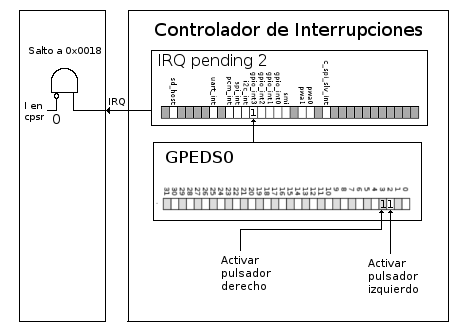 Controlador de Interrupciones
Salto a 0x0018
I en
cpsr
0
IRQ
IRQ pending 2
sd_host
uart_int
pcm_int
spi_int
i2c_int
gpio_int3
gpio_int2
gpio_int1
gpio_int0
smi
pwa1
pwa0
c_spi_slv_int
1
GPEDS0
31 30 29 28 27 26 25 24 23 22 21 20 19 18 17 16 15 14 13 12 11 10 9 8 7 6 5 4 3 2 1 0
1 1
Activar
pulsador
derecho
Activar
pulsador
izquierdo